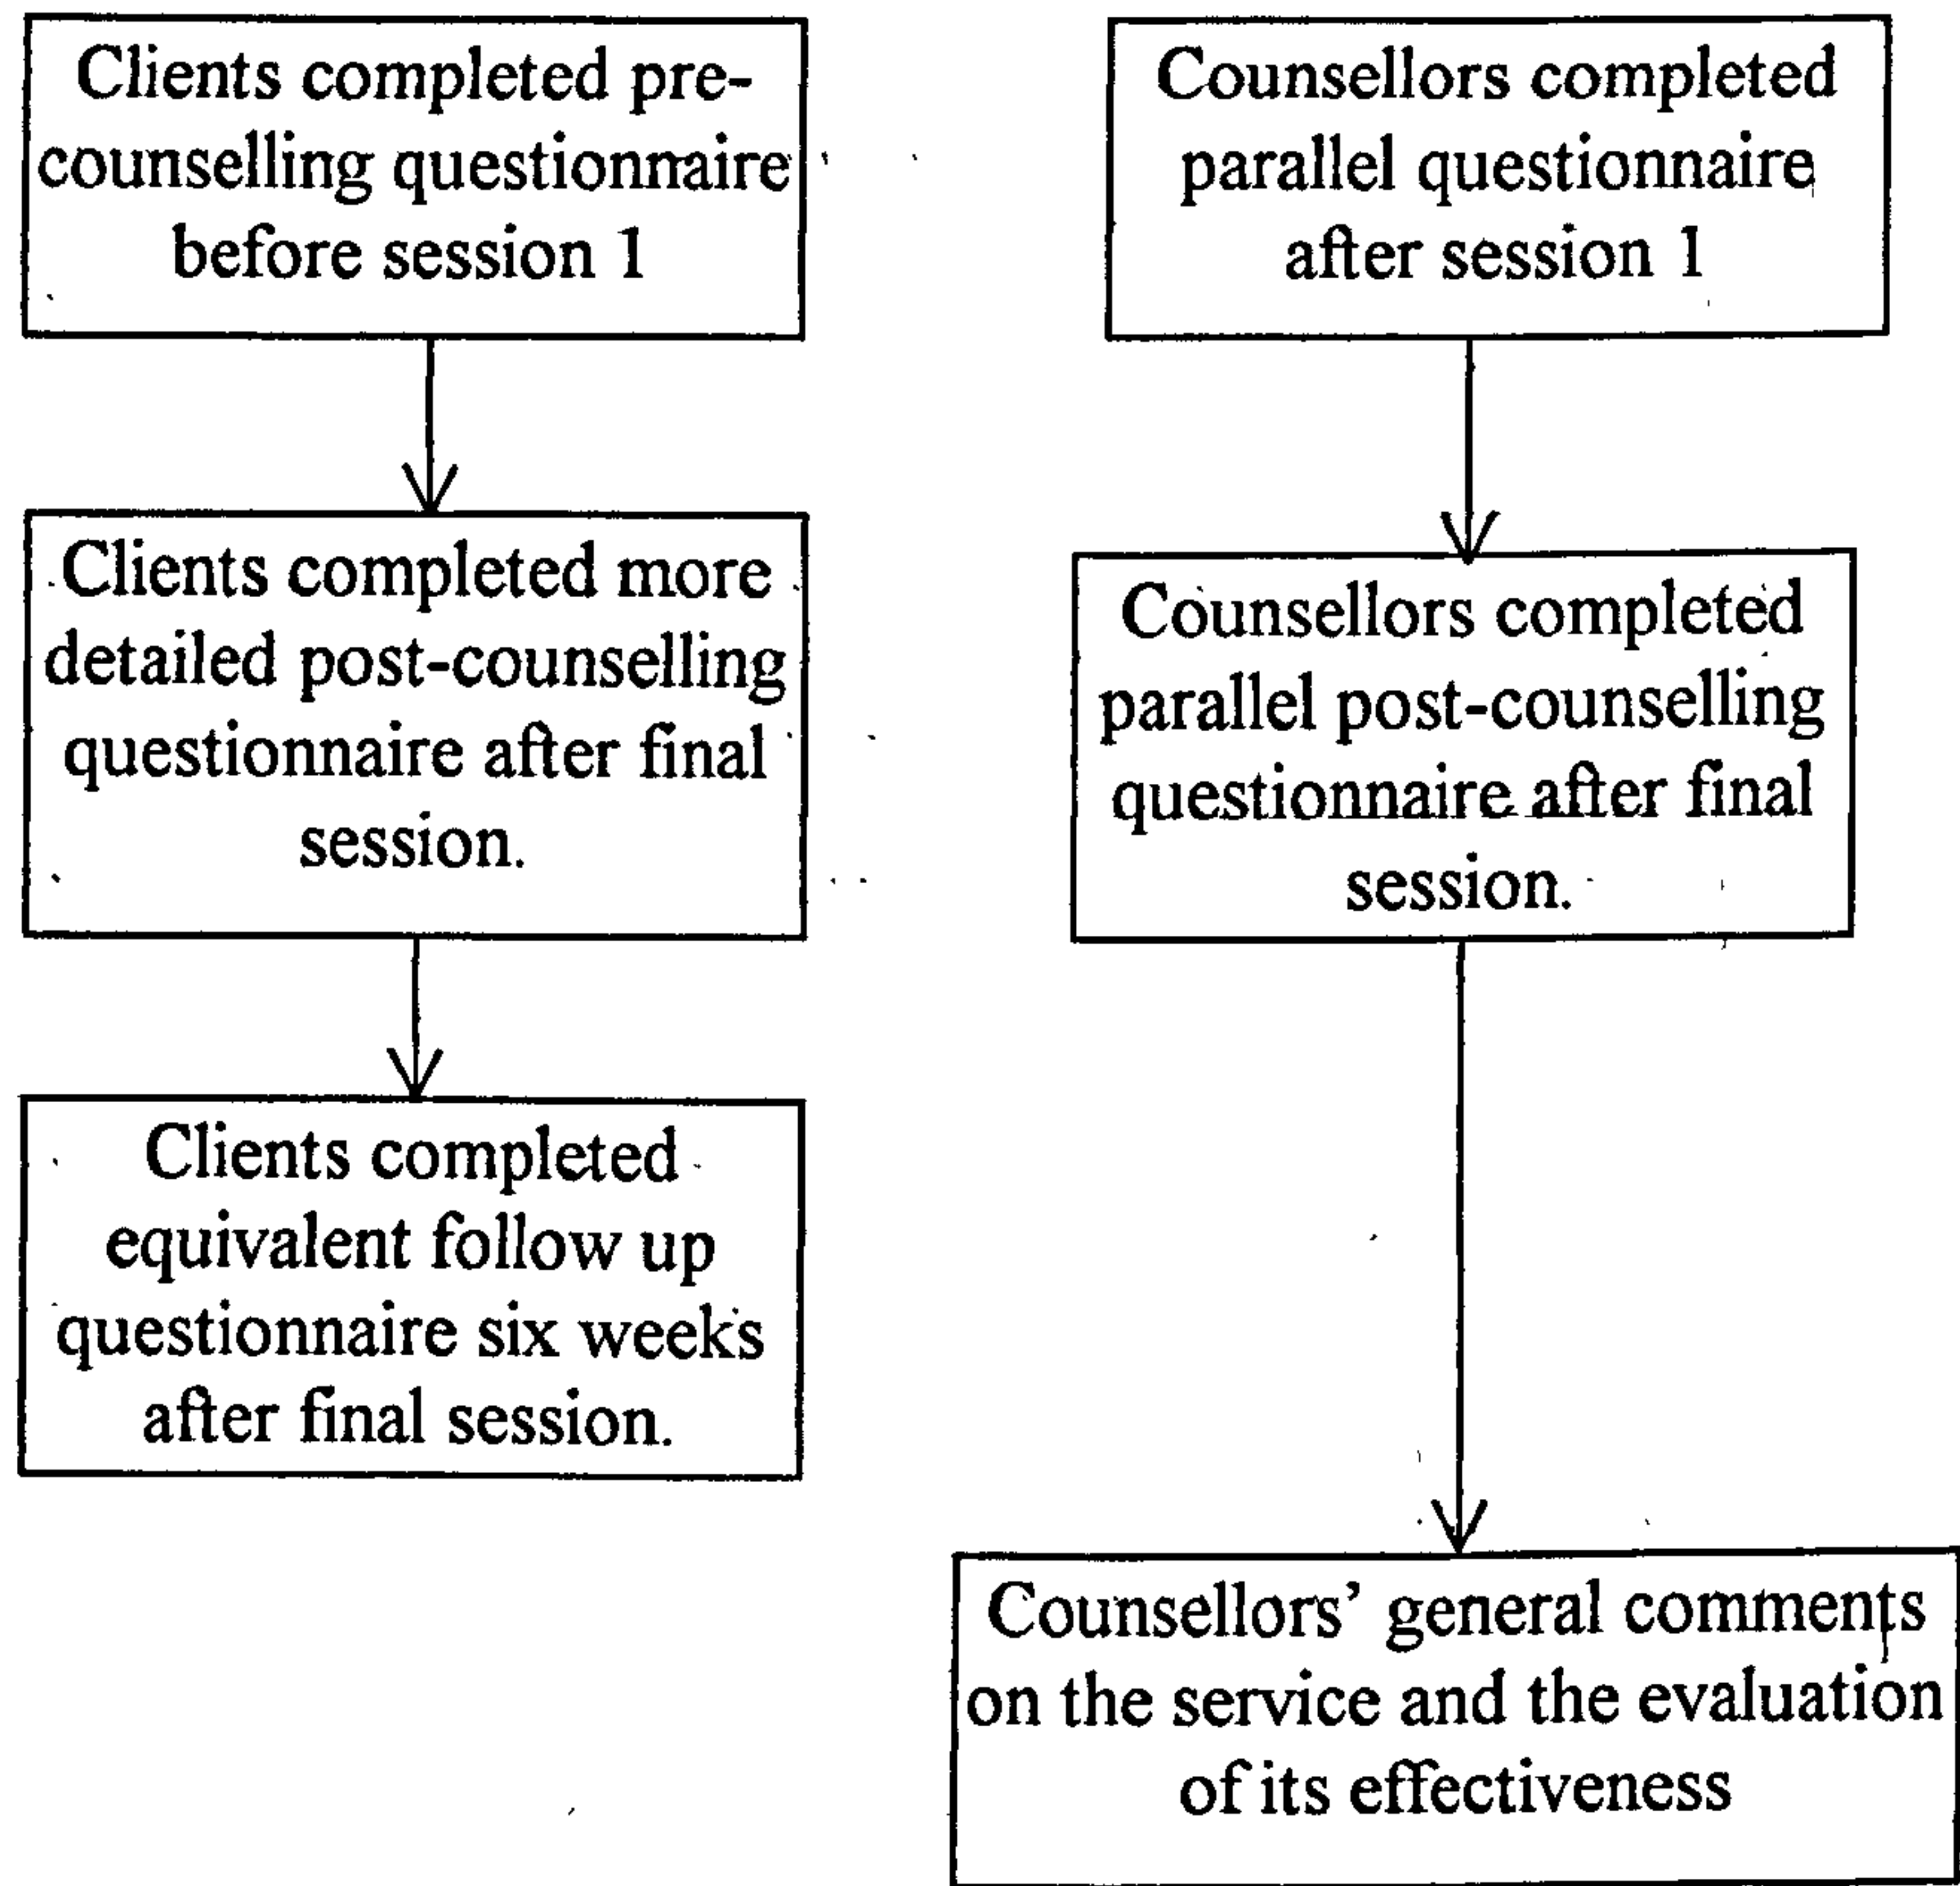 Clients completed pre-
counselling questionnaire
before session 1
Counsellors completed
parallel questionnaire
after session 1
Clients completed more
detailed post-counselling
questionnaire after final
session.
Counsellors completed
parallel post-counselling
questionnaire after final
session.
Clients completed
equivalent follow up
questionnaire six weeks
after final session.
Counsellors’ general comments
on the service and the evaluation
of its effectiveness